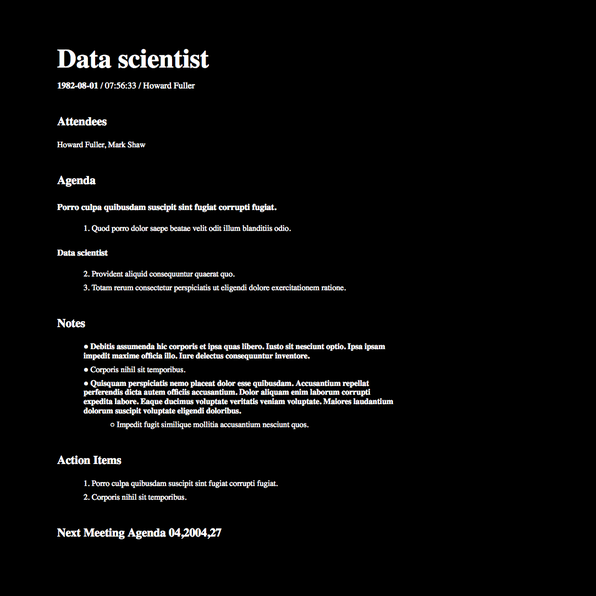 Data scientist
1982-08-01 / 07:56:33 / Howard Fuller
Attendees
Howard Fuller, Mark Shaw
Agenda
Porro culpa quibusdam suscipit sint fugiat corrupti fugiat.
1. Quod porro dolor saepe beatae velit odit illum blanditiis odio.
Data scientist
2. Provident aliquid consequuntur quaerat quo.
3. Totam rerum consectetur perspiciatis ut eligendi dolore exercitationem ratione.
Notes
● Debitis assumenda hic corporis et ipsa quas libero. Iusto sit nesciunt optio. Ipsa ipsam
impedit maxime officia illo. Iure delectus consequuntur inventore.
● Corporis nihil sit temporibus.
● Quisquam perspiciatis nemo placeat dolor esse quibusdam. Accusantium repellat
perferendis dicta autem officiis accusantium. Dolor aliquam enim laborum corrupti
expedita labore. Eaque ducimus voluptate veritatis veniam voluptate. Maiores laudantium
dolorum suscipit voluptate eligendi doloribus.
○ Impedit fugit similique mollitia accusantium nesciunt quos.
Action Items
1. Porro culpa quibusdam suscipit sint fugiat corrupti fugiat.
2. Corporis nihil sit temporibus.
Next Meeting Agenda 04,2004,27